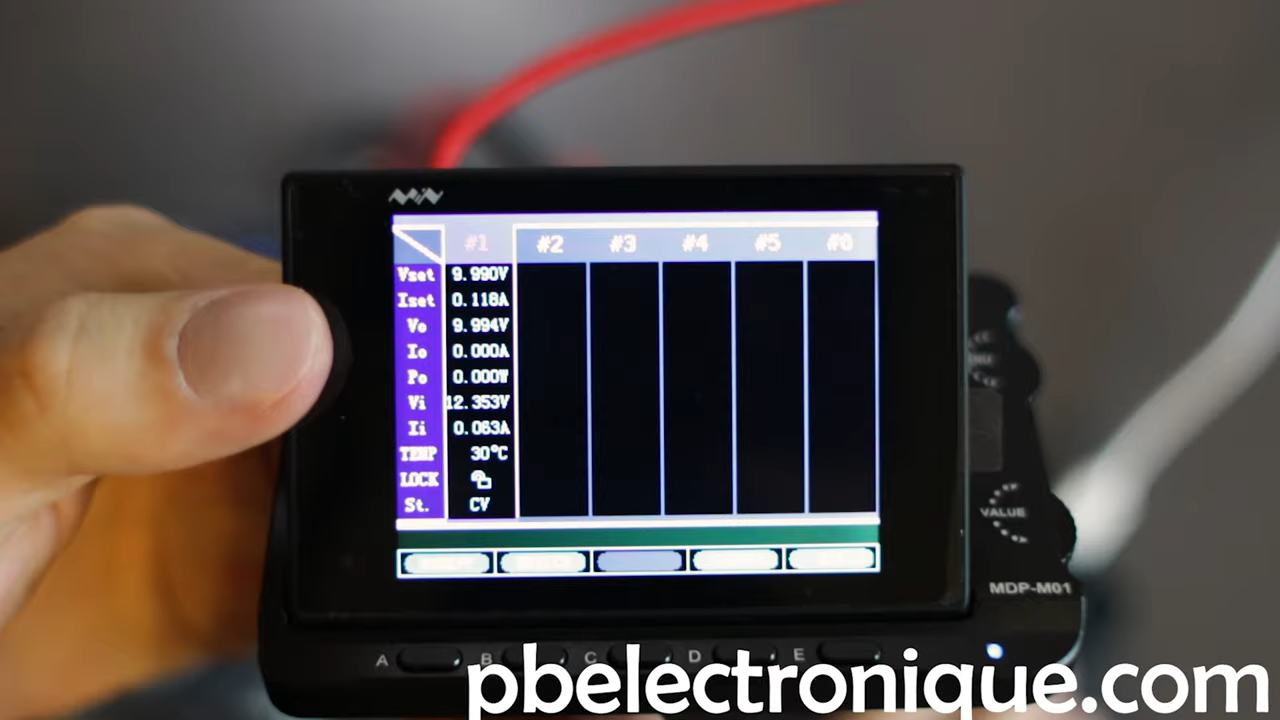 #1 #2 #3 #4 #5 #6
Vset 9.990V
Iset 0.118A
Vo 9.994V
Io 0.000A
Po 0.000W
Vi 12.353V
Ii 0.063A
TEMP 30°C
LOCK
St. CV
VALUE
MDP-M01
A B C D E
pbelectronique.com